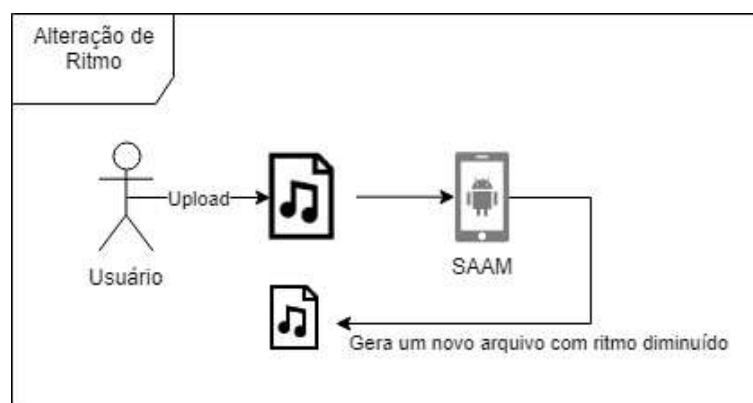 Alteração de
Ritmo
Upload
Usuário
SAAM
Gera um novo arquivo com ritmo diminuído